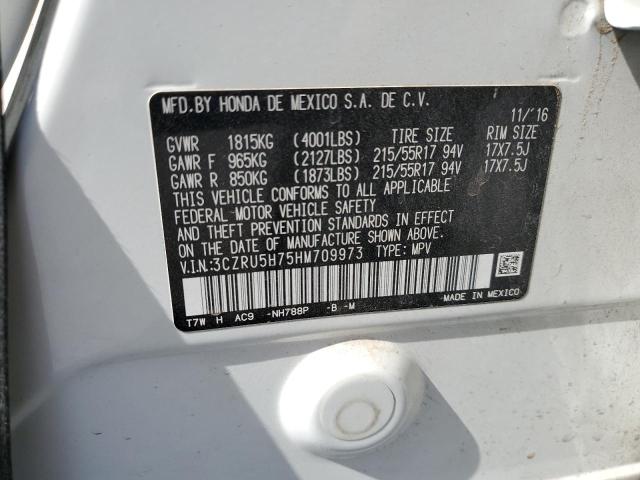 MFD.BY HONDA DE MEXICO S.A. DE C.V. 11/'16
GVWR 1815KG (4001LBS) TIRE SIZE RIM SIZE
GAWR F 965KG (2127LBS) 215/55R17 94V 17X7.5J
GAWR R 850KG (1873LBS) 215/55R17 94V 17X7.5J
THIS VEHICLE CONFORMS TO ALL APPLICABLE
FEDERAL MOTOR VEHICLE SAFETY
AND THEFT PREVENTION STANDARDS IN EFFECT
ON THE DATE OF MANUFACTURE SHOWN ABOVE.
V.I.N:3CZRU5H75HM709973 TYPE: MPV
T7W H AC9 -NH788P -B -M MADE IN MEXICO